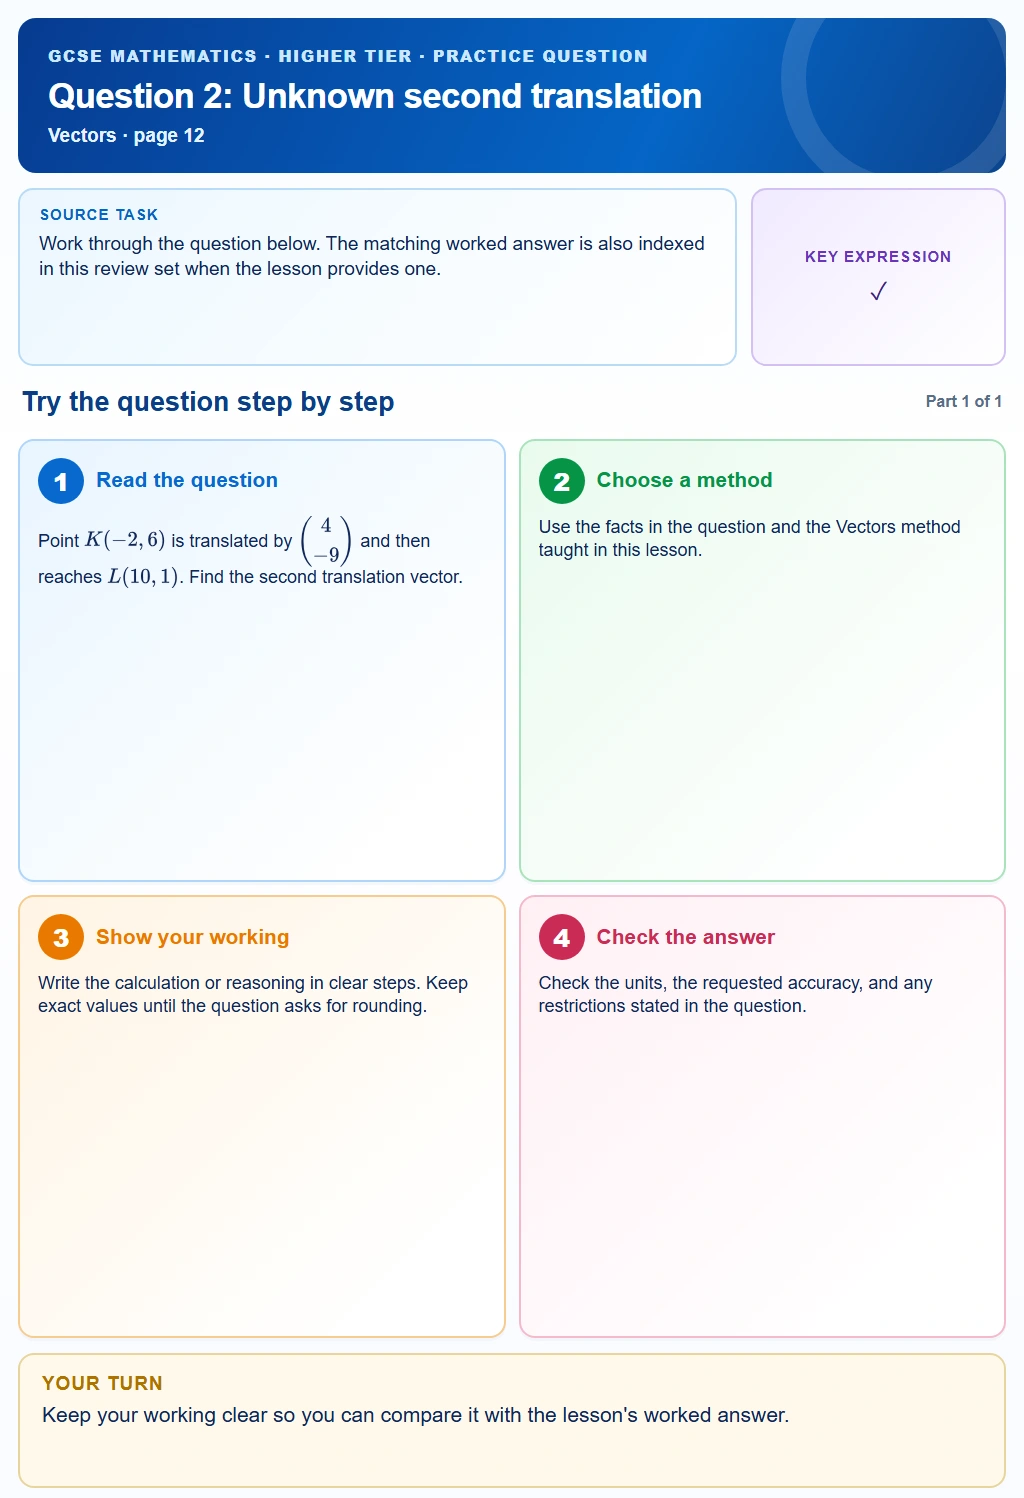 GCSE MATHEMATICS · HIGHER TIER · PRACTICE QUESTION
Question 2: Unknown second translation
Vectors · page 12
SOURCE TASK
Work through the question below. The matching worked answer is also indexed
in this review set when the lesson provides one.
KEY EXPRESSION
✓
Try the question step by step
Part 1 of 1
1 Read the question
Point K(−2, 6) is translated by (4 −9) and then
reaches L(10, 1). Find the second translation vector.
2 Choose a method
Use the facts in the question and the Vectors method
taught in this lesson.
3 Show your working
Write the calculation or reasoning in clear steps. Keep
exact values until the question asks for rounding.
4 Check the answer
Check the units, the requested accuracy, and any
restrictions stated in the question.
YOUR TURN
Keep your working clear so you can compare it with the lesson's worked answer.